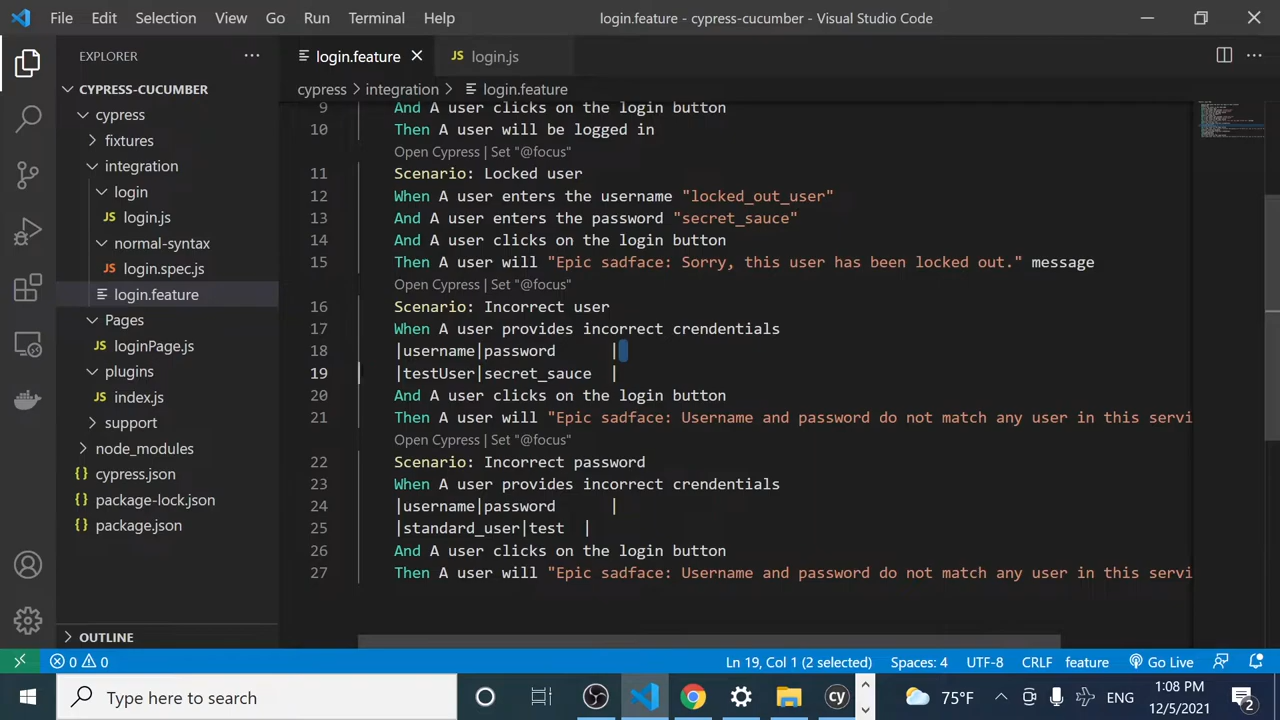 File Edit Selection View Go Run Terminal Help login.feature - cypress-cucumber - Visual Studio Code
EXPLORER
CYPRESS-CUCUMBER
cypress
fixtures
integration
login
JS login.js
normal-syntax
JS login.spec.js
login.feature
Pages
JS loginPage.js
plugins
JS index.js
support
node_modules
{} cypress.json
{} package-lock.json
{} package.json
OUTLINE
login.feature JS login.js
cypress > integration > login.feature
9 And A user clicks on the login button
10 Then A user will be logged in
Open Cypress | Set "@focus"
11 Scenario: Locked user
12 When A user enters the username "locked_out_user"
13 And A user enters the password "secret_sauce"
14 And A user clicks on the login button
15 Then A user will "Epic sadface: Sorry, this user has been locked out." message
Open Cypress | Set "@focus"
16 Scenario: Incorrect user
17 When A user provides incorrect crendentials
18 |username|password |
19 |testUser|secret_sauce |
20 And A user clicks on the login button
21 Then A user will "Epic sadface: Username and password do not match any user in this servi
Open Cypress | Set "@focus"
22 Scenario: Incorrect password
23 When A user provides incorrect crendentials
24 |username|password |
25 |standard_user|test |
26 And A user clicks on the login button
27 Then A user will "Epic sadface: Username and password do not match any user in this servi
0 0 Ln 19, Col 1 (2 selected) Spaces: 4 UTF-8 CRLF feature Go Live
Type here to search cy 75°F ENG 1:08 PM
12/5/2021 2